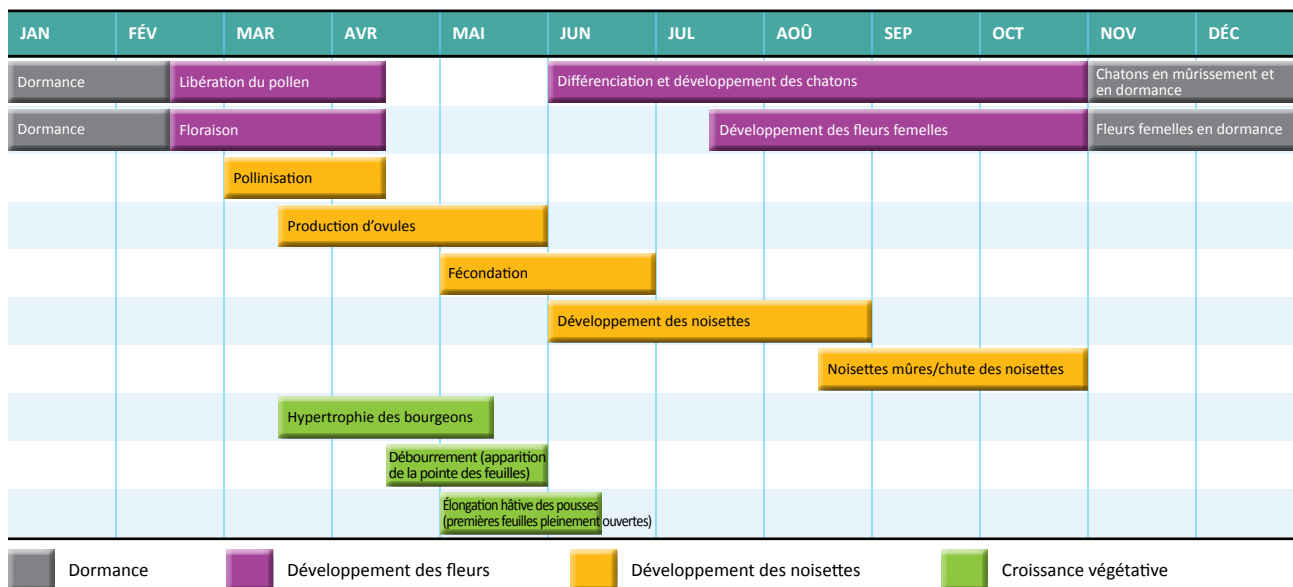 JAN FÉV MAR AVR MAI JUN JUL AOÛ SEP OCT NOV DÉC
Dormance Libération du pollen Différenciation et développement des chatons Chatons en mûrissement et
en dormance
Dormance Floraison Développement des fleurs femelles Fleurs femelles en dormance
Pollinisation
Production d'ovules
Fécondation
Développement des noisettes
Noisettes mûres/chute des noisettes
Hypertrophie des bourgeons
Débourrement (apparition
de la pointe des feuilles)
Élongation hâtive des pousses
(premières feuilles pleinement ouvertes)
Dormance Développement des fleurs Développement des noisettes Croissance végétative